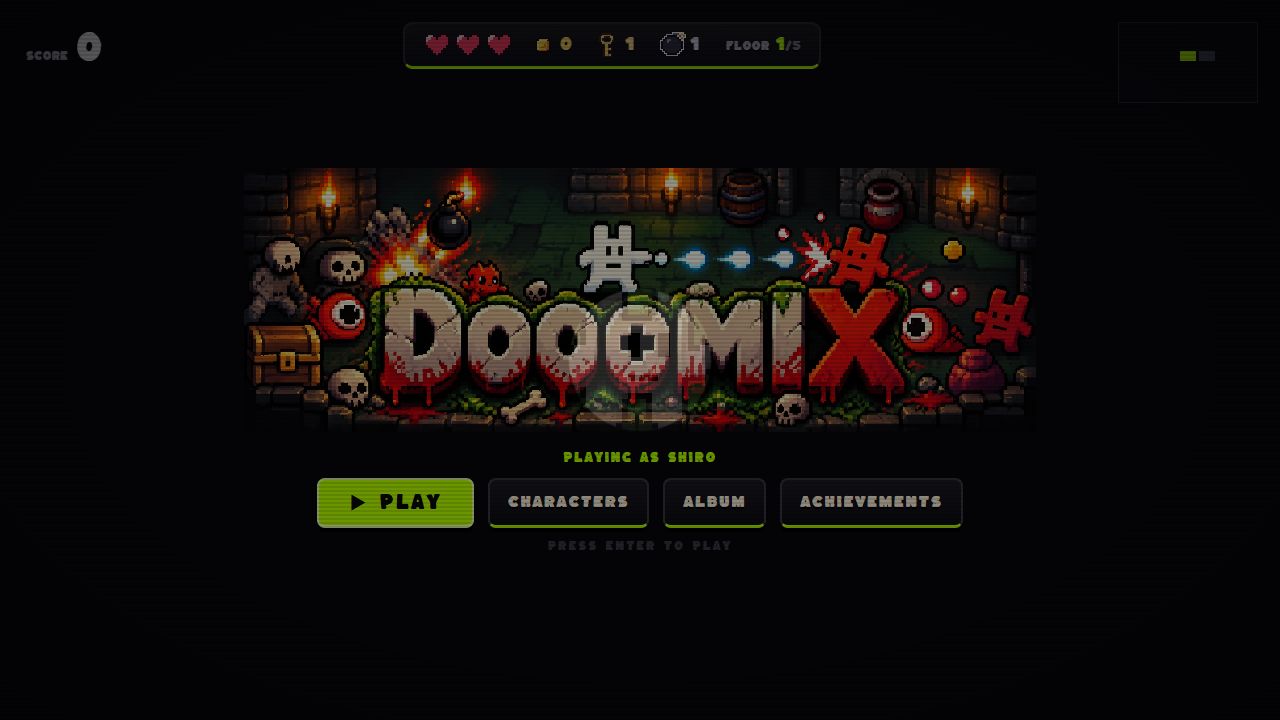 SCORE 0
0 1 1 FLOOR 1/5
DOOOMIX
PLAYING AS SHIRO
▶ PLAY CHARACTERS ALBUM ACHIEVEMENTS
PRESS ENTER TO PLAY